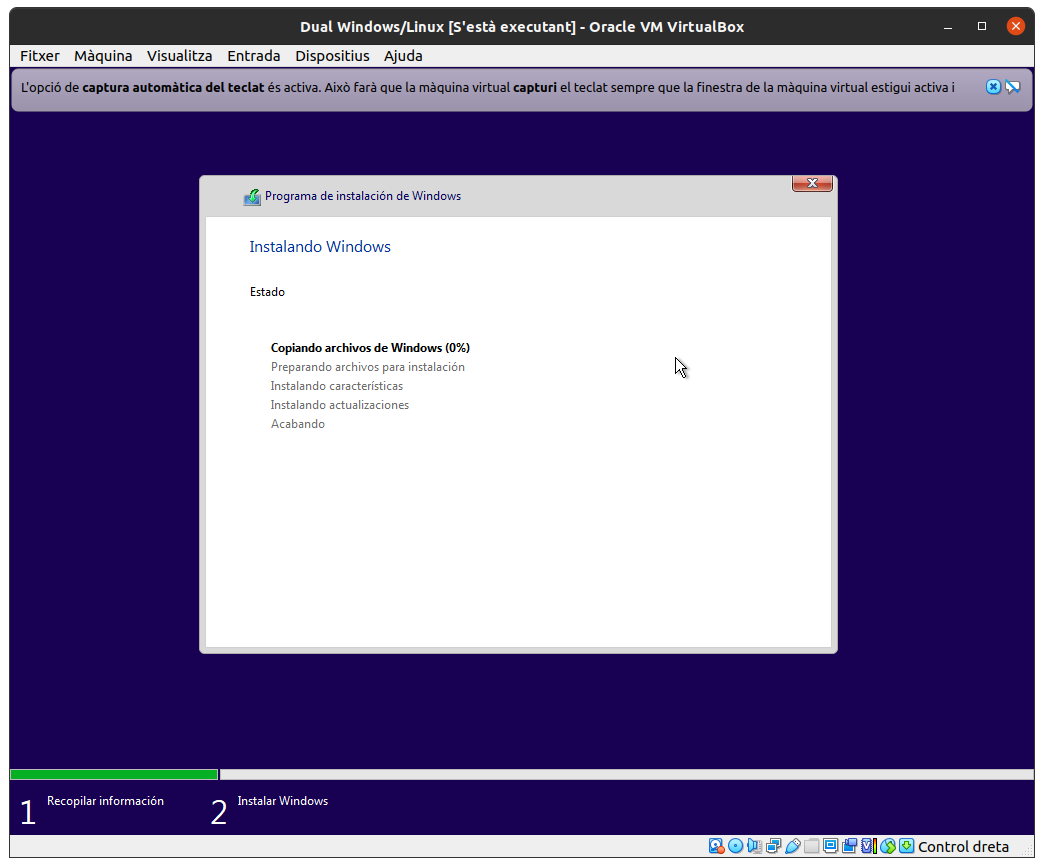 Dual Windows/Linux [S'està executant] - Oracle VM VirtualBox
Fitxer Màquina Visualitza Entrada Dispositius Ajuda
L'opció de captura automàtica del teclat és activa. Això farà que la màquina virtual capturi el teclat sempre que la finestra de la màquina virtual estigui activa i
Programa de instalación de Windows
Instalando Windows
Estado
Copiando archivos de Windows (0%)
Preparando archivos para instalación
Instalando características
Instalando actualizaciones
Acabando
1 Recopilar información 2 Instalar Windows
Control dreta